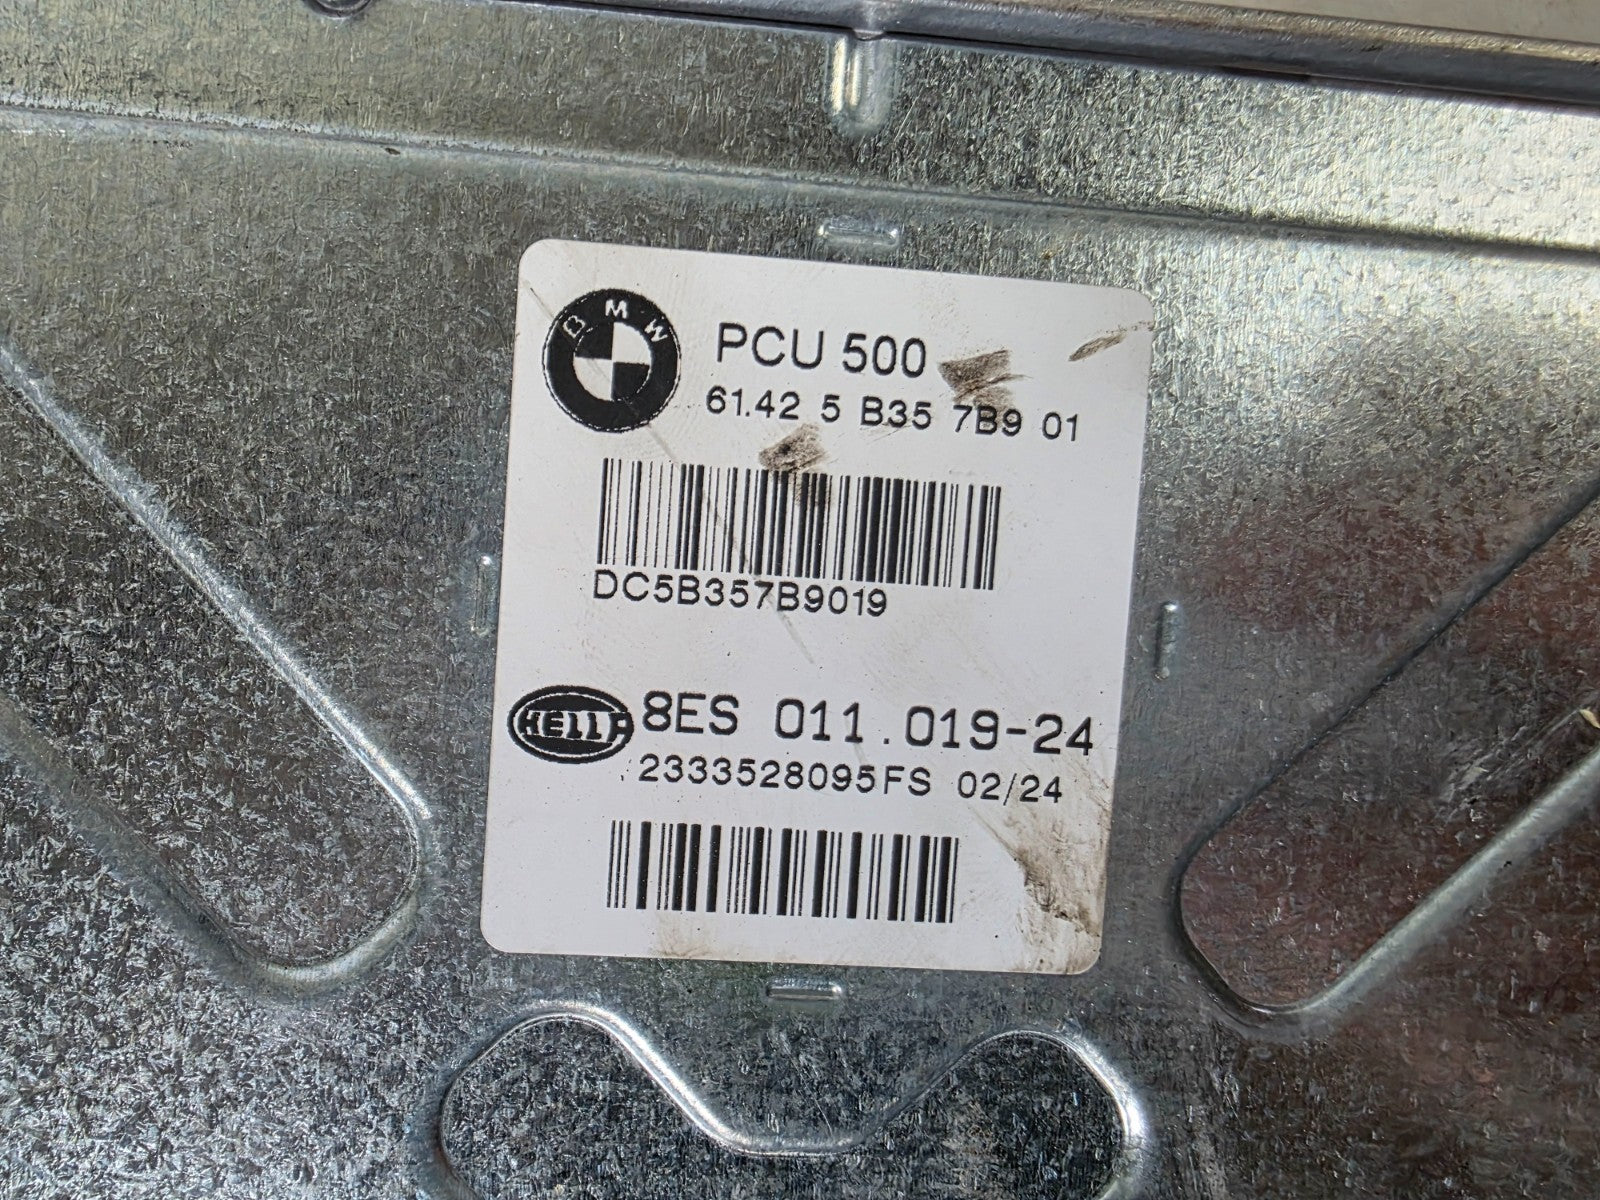 BMW
PCU 500
61.42 5 B35 7B9 01
DC5B357B9019
HELLA
8ES 011.019-24
2333528095FS 02/24